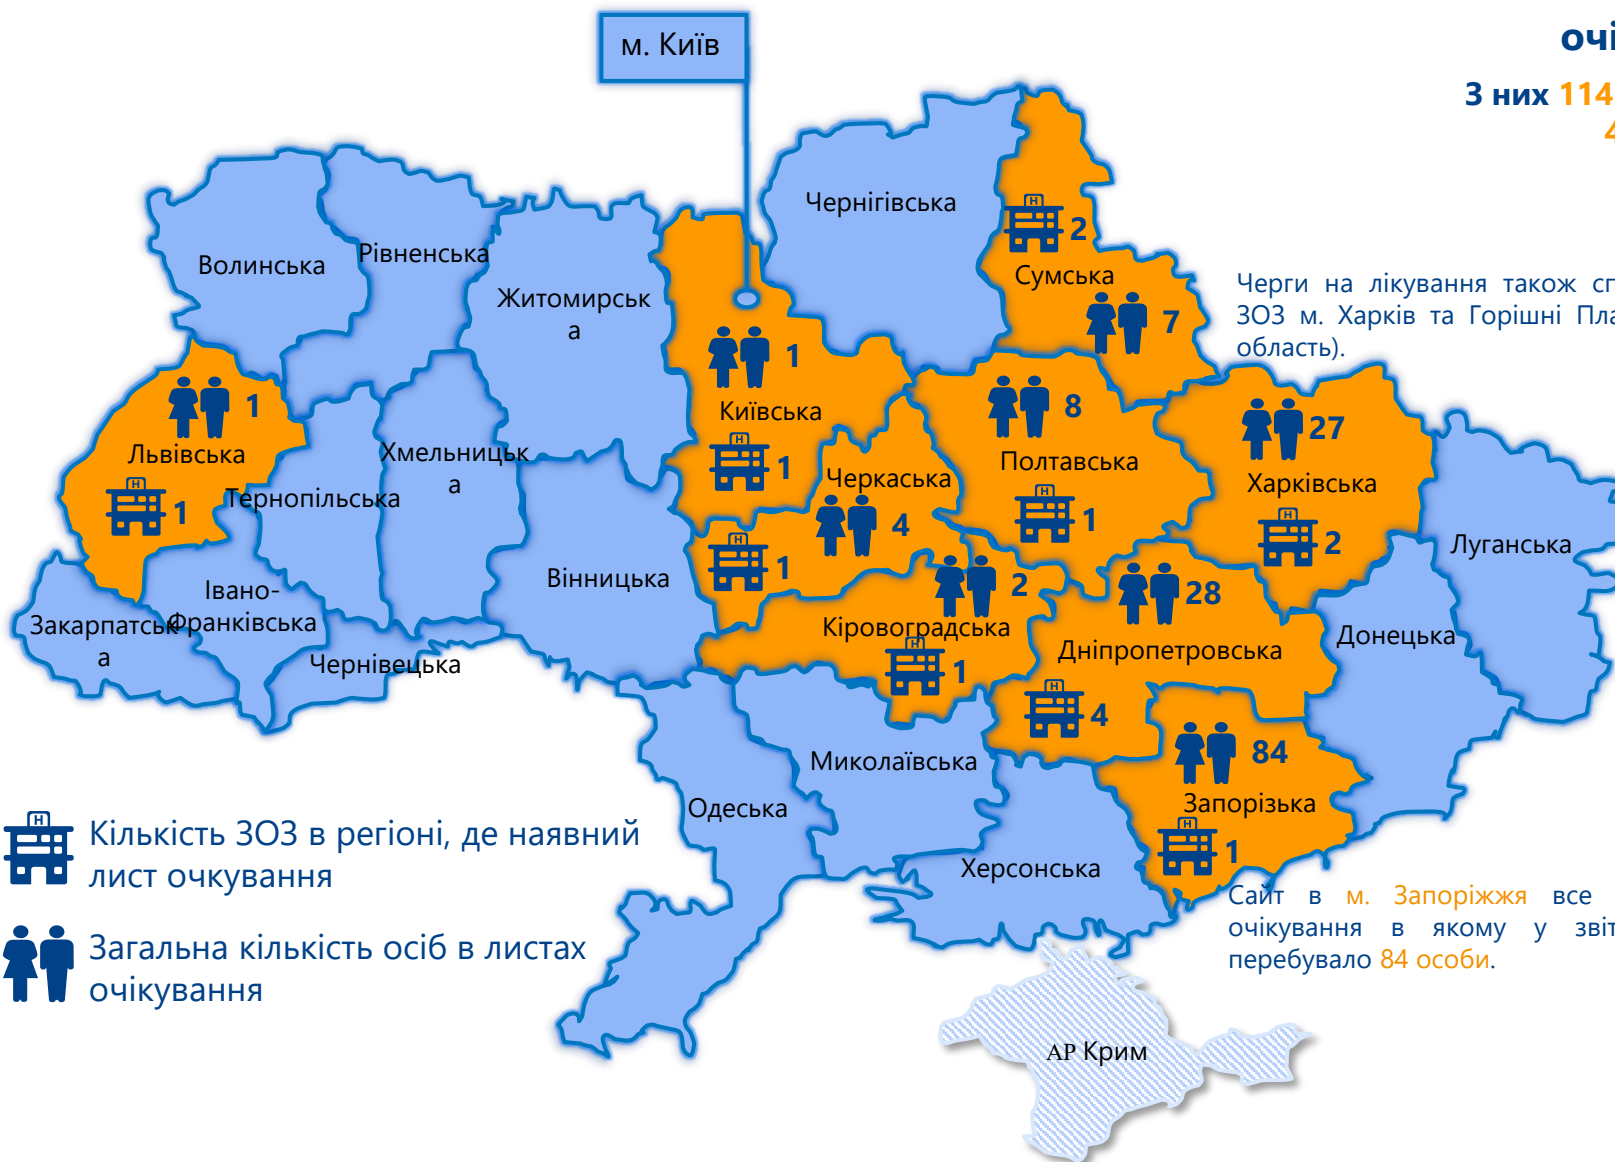 м. Київ
очі
З них 114
4
Чернігівська
2
Сумська
7
Волинська
Рівненська
Житомирськ
а
Черги на лікування також сп
ЗОЗ м. Харків та Горішні Пла
область).
1
Київська
1
8
Полтавська
1
27
Харківська
2
1
Львівська
1
Хмельницьк
а
Тернопільська
Черкаська
4
1
Вінницька
Луганська
Івано-
Франківська
Закарпатськ
а
Чернівецька
2
Кіровоградська
1
28
Дніпропетровська
4
Донецька
84
Запорізька
1
Миколаївська
Одеська
Херсонська
Кількість ЗОЗ в регіоні, де наявний
лист очкування
Загальна кількість осіб в листах
очікування
Сайт в м. Запоріжжя все
очікування в якому у звіт
перебувало 84 особи.
АР Крим